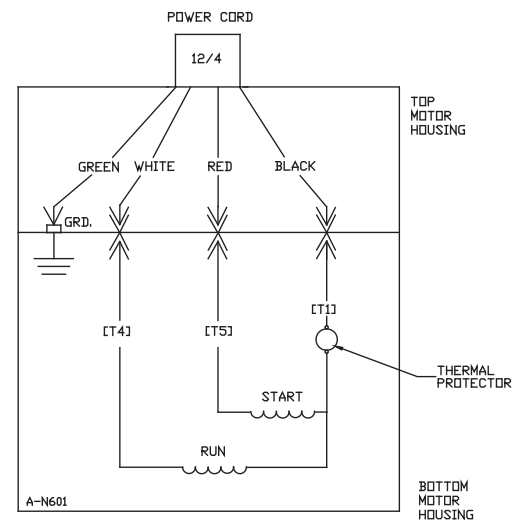 POWER CORD
12/4
TOP
MOTOR
HOUSING
GREEN
WHITE
RED
BLACK
GRD.
[T1]
[T4]
[T5]
THERMAL
PROTECTOR
START
RUN
A-N601
BOTTOM
MOTOR
HOUSING